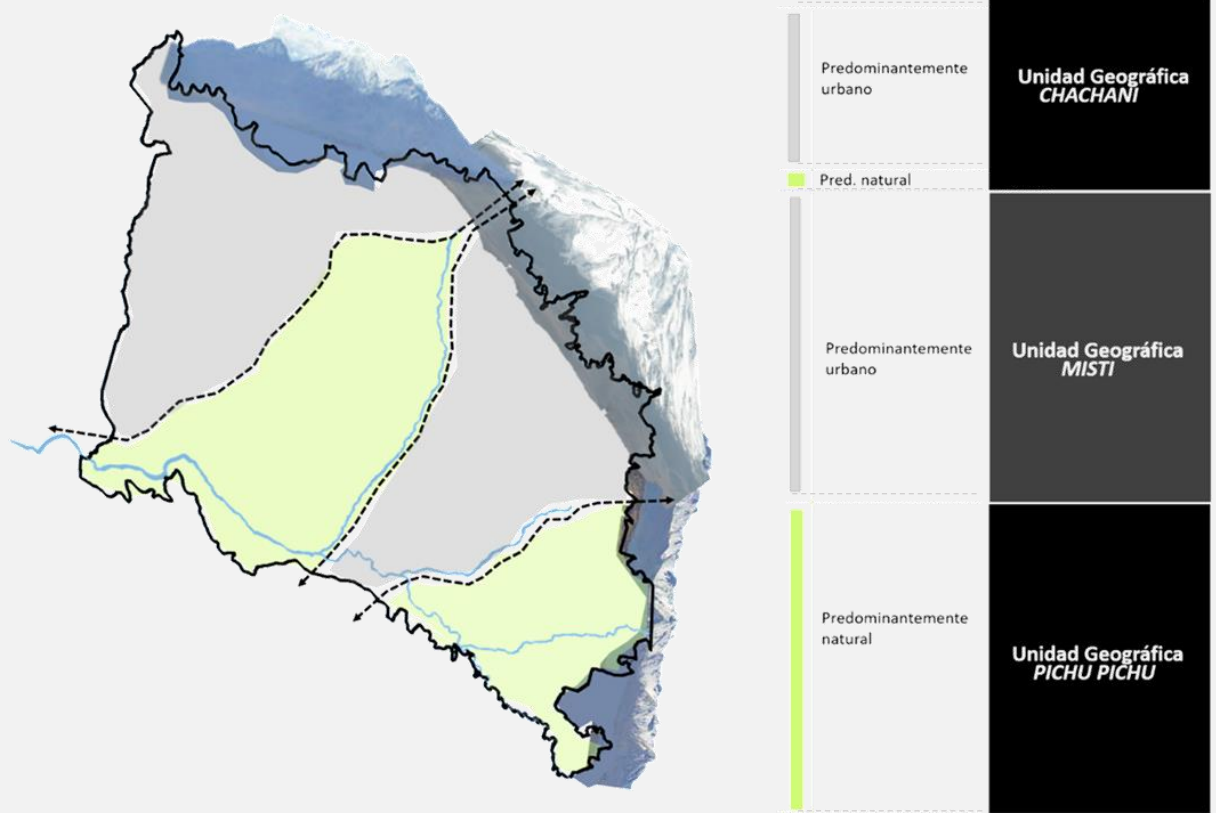 Predominantemente
urbano
Unidad Geográfica
CHACHANI
Pred. natural
Predominantemente
urbano
Unidad Geográfica
MISTI
Predominantemente
natural
Unidad Geográfica
PICHU PICHU